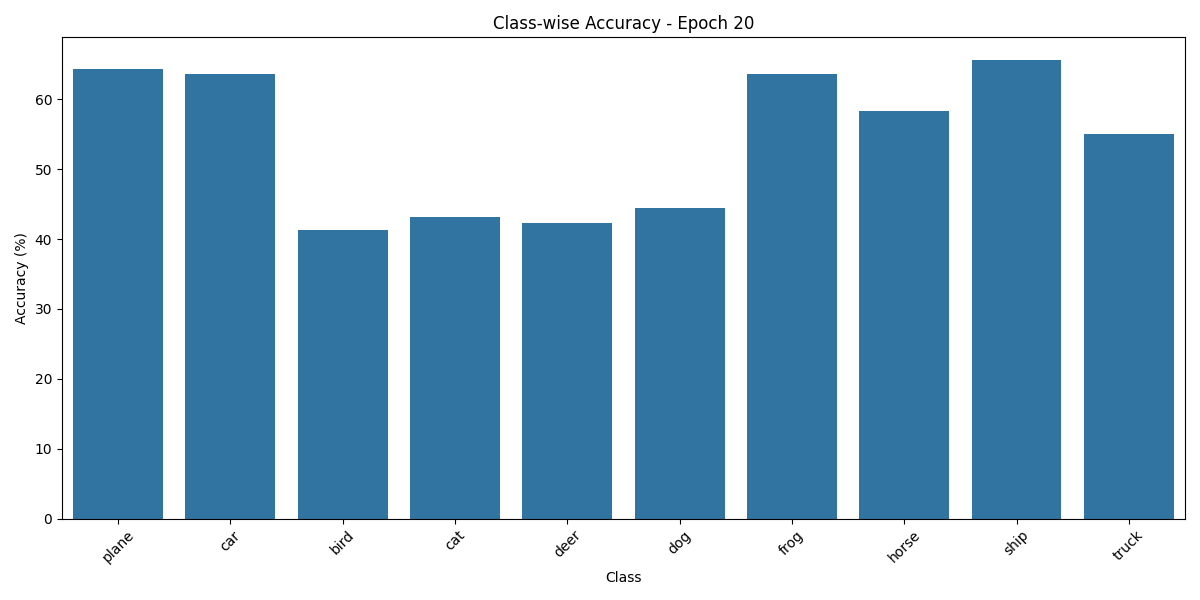 Class-wise Accuracy - Epoch 20
Accuracy (%)
60
50
40
30
20
10
0
plane
car
bird
cat
deer
dog
frog
horse
ship
truck
Class